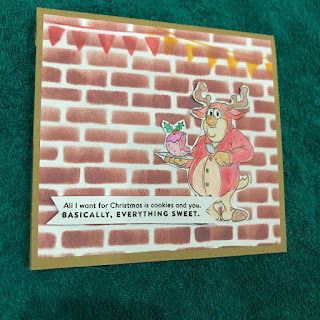 All I want for Christmas is cookies and you.
BASICALLY, EVERYTHING SWEET.